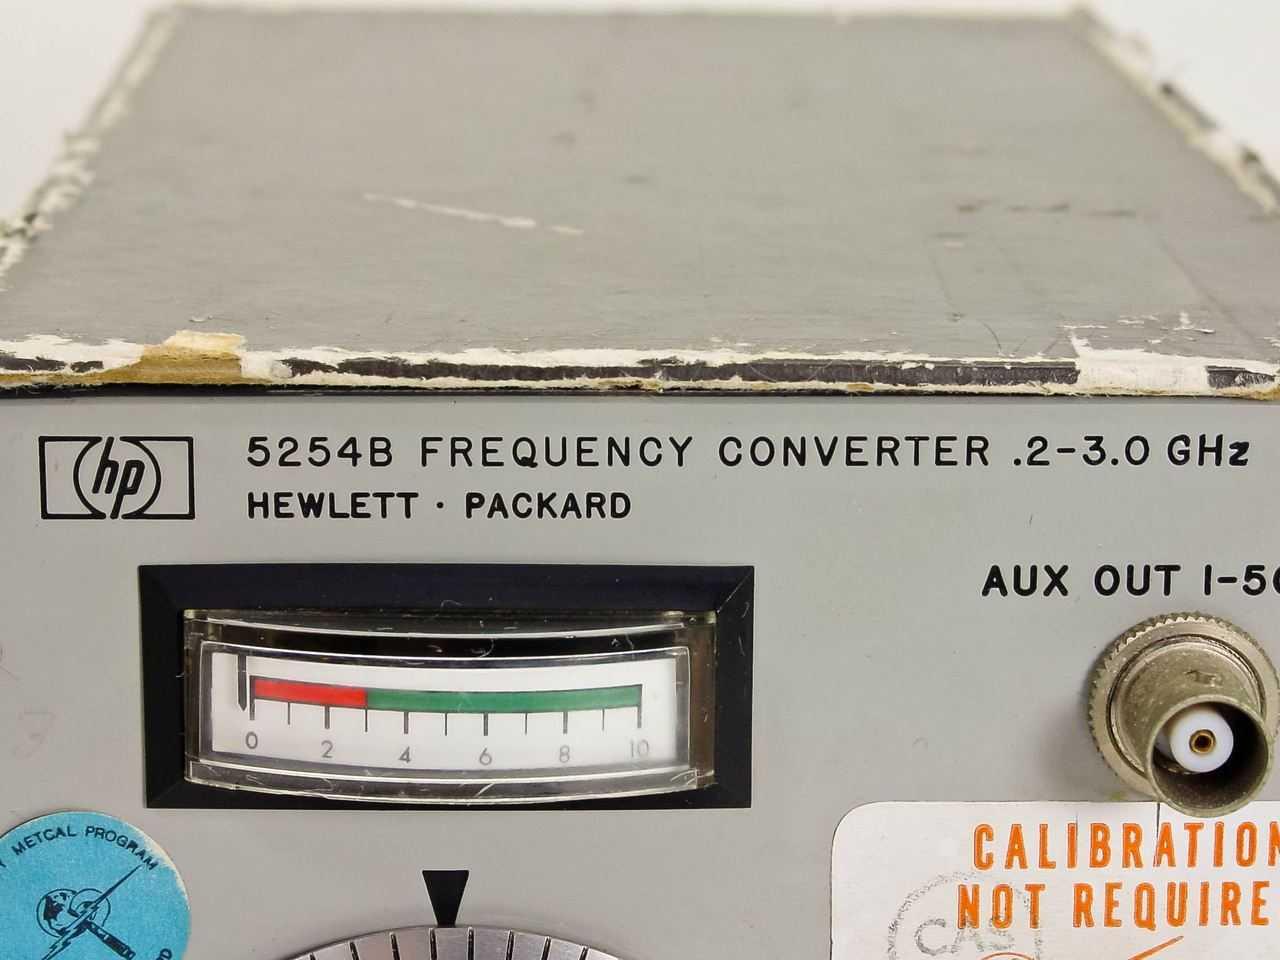 hp
5254B FREQUENCY CONVERTER .2-3.0 GHz
HEWLETT · PACKARD
AUX OUT 1-5
0 2 4 6 8 10
METCAL PROGRAM
CALIBRATION
NOT REQUIRE
CAS